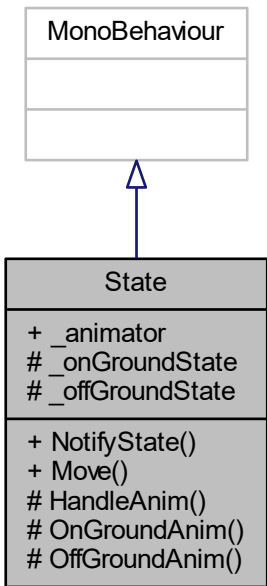 MonoBehaviour
State
+ _animator
# _onGroundState
# _offGroundState
+ NotifyState()
+ Move()
# HandleAnim()
# OnGroundAnim()
# OffGroundAnim()